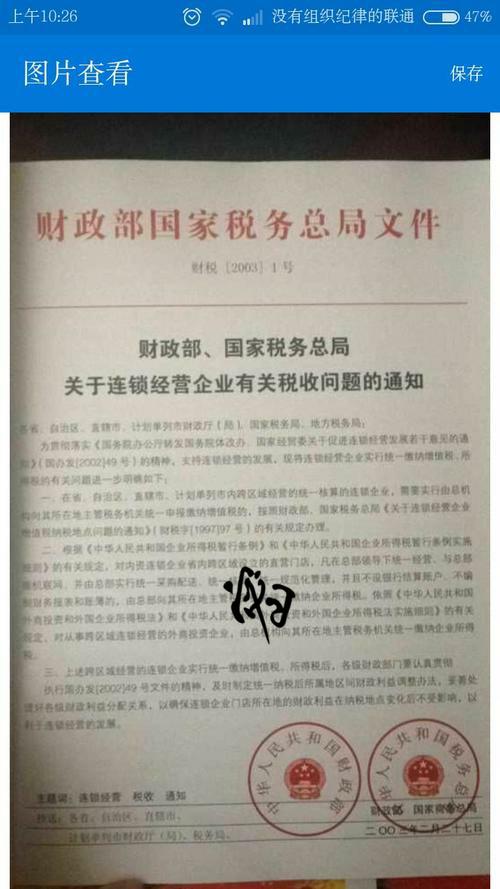 上午10:26
没有组织纪律的联通
47%
图片查看
保存
财政部国家税务总局文件
财税［2003］1号
财政部、国家税务总局
关于连锁经营企业有关税收问题的通知
各省、自治区、直辖市、计划单列市财政厅（局）、国家税务局、地方税务局：
为贯彻落实《国务院办公厅转发国务院体改办、国家经贸委关于促进连锁经营发展若干意见的通
知》（国办发[2002]49号）的精神，支持连锁经营的发展，现将连锁经营企业实行统一缴纳增值税、所
得税的有关问题进一步明确如下：
一、在省、自治区、直辖市、计划单列市内跨区域经营的统一核算的连锁企业，需要实行由总机
构向其所在地主管税务机关统一申报缴纳增值税的，按照财政部、国家税务总局《关于连锁经营企业
增值税纳税地点问题的通知》（财税字[1997]97号）的有关规定办理。
二、根据《中华人民共和国企业所得税暂行条例》和《中华人民共和国企业所得税暂行条例实施
细则》的有关规定，对内资连锁企业省内跨区域设立的直营门店，凡在总部领导下统一经营、与总部
微机联网、并由总部实行统一采购配送、统一规范化管理，并且不设银行结算账户、不编
制财务报表和账簿的，由总部向其所在地主管税务机关统一缴纳企业所得税。依照《中华人民共和国
外商投资企业和外国企业所得税法》和《中华人民共和国外商投资企业和外国企业所得税法实施细则》的有关
规定，对从事跨区域连锁经营的外商投资企业，由总机构向其所在地主管税务机关统一缴纳企业所得
税。
三、上述跨区域经营的连锁企业实行统一缴纳增值税、所得税后，各级财政部门要认真贯彻
执行国办发[2002]49号文件的精神，及时制定统一纳税后所属地区间财政利益调整办法，妥善处
理好各级财政利益分配关系，以确保连锁企业门店所在地的财政利益在纳税地点变化后不受影响，以
利于连锁经营的发展。
中华人民共和国财政部
中华人民共和国国家税务总局
主题词：连锁经营 税收 通知
财政部 国家税务总局
抄送：各省、自治区、直辖市、
计划单列市财政厅（局）、税务局。
二〇〇三年二月二十七日